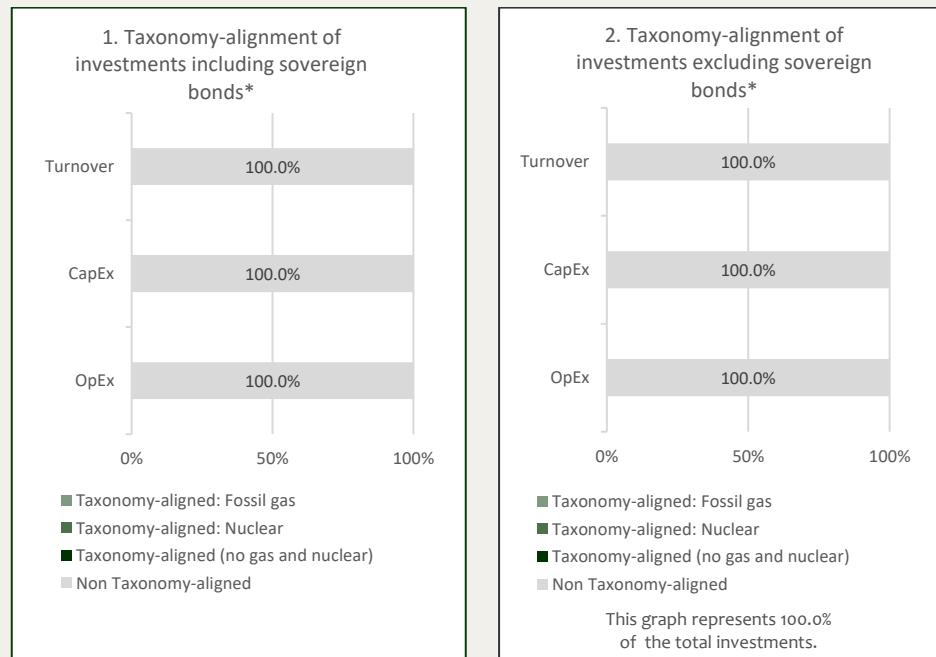 1. Taxonomy-alignment of
investments including sovereign
bonds*
Turnover
100.0%
CapEx
100.0%
OpEx
100.0%
0% 50% 100%
Taxonomy-aligned: Fossil gas
Taxonomy-aligned: Nuclear
Taxonomy-aligned (no gas and nuclear)
Non Taxonomy-aligned
2. Taxonomy-alignment of
investments excluding sovereign
bonds*
Turnover
100.0%
CapEx
100.0%
OpEx
100.0%
0% 50% 100%
Taxonomy-aligned: Fossil gas
Taxonomy-aligned: Nuclear
Taxonomy-aligned (no gas and nuclear)
Non Taxonomy-aligned
This graph represents 100.0%
of the total investments.